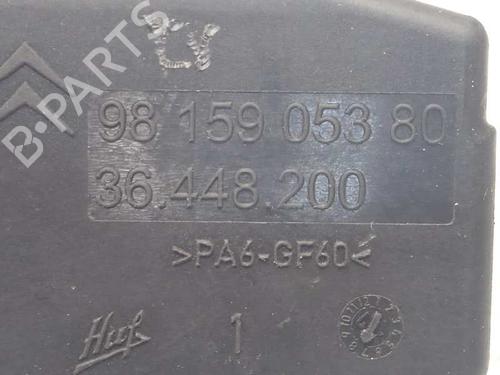 B-PARTS
98 159 053 80
36.448.200
>PA6-GF60<
Huf
1